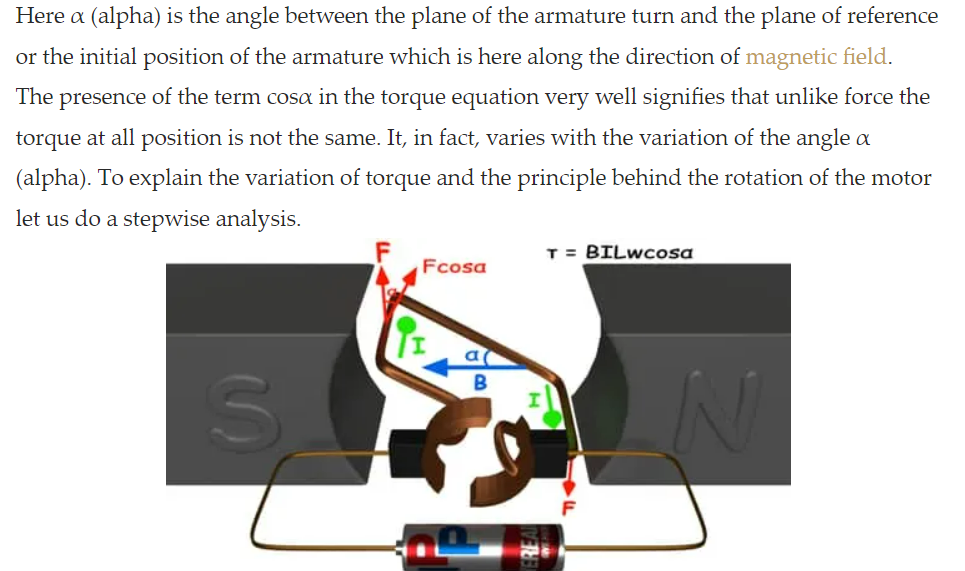 Here α (alpha) is the angle between the plane of the armature turn and the plane of reference
or the initial position of the armature which is here along the direction of magnetic field.
The presence of the term cosα in the torque equation very well signifies that unlike force the
torque at all position is not the same. It, in fact, varies with the variation of the angle α
(alpha). To explain the variation of torque and the principle behind the rotation of the motor
let us do a stepwise analysis.
F
Fcosα
τ = BILwcosα
α
I
α
B
I
S
N
F